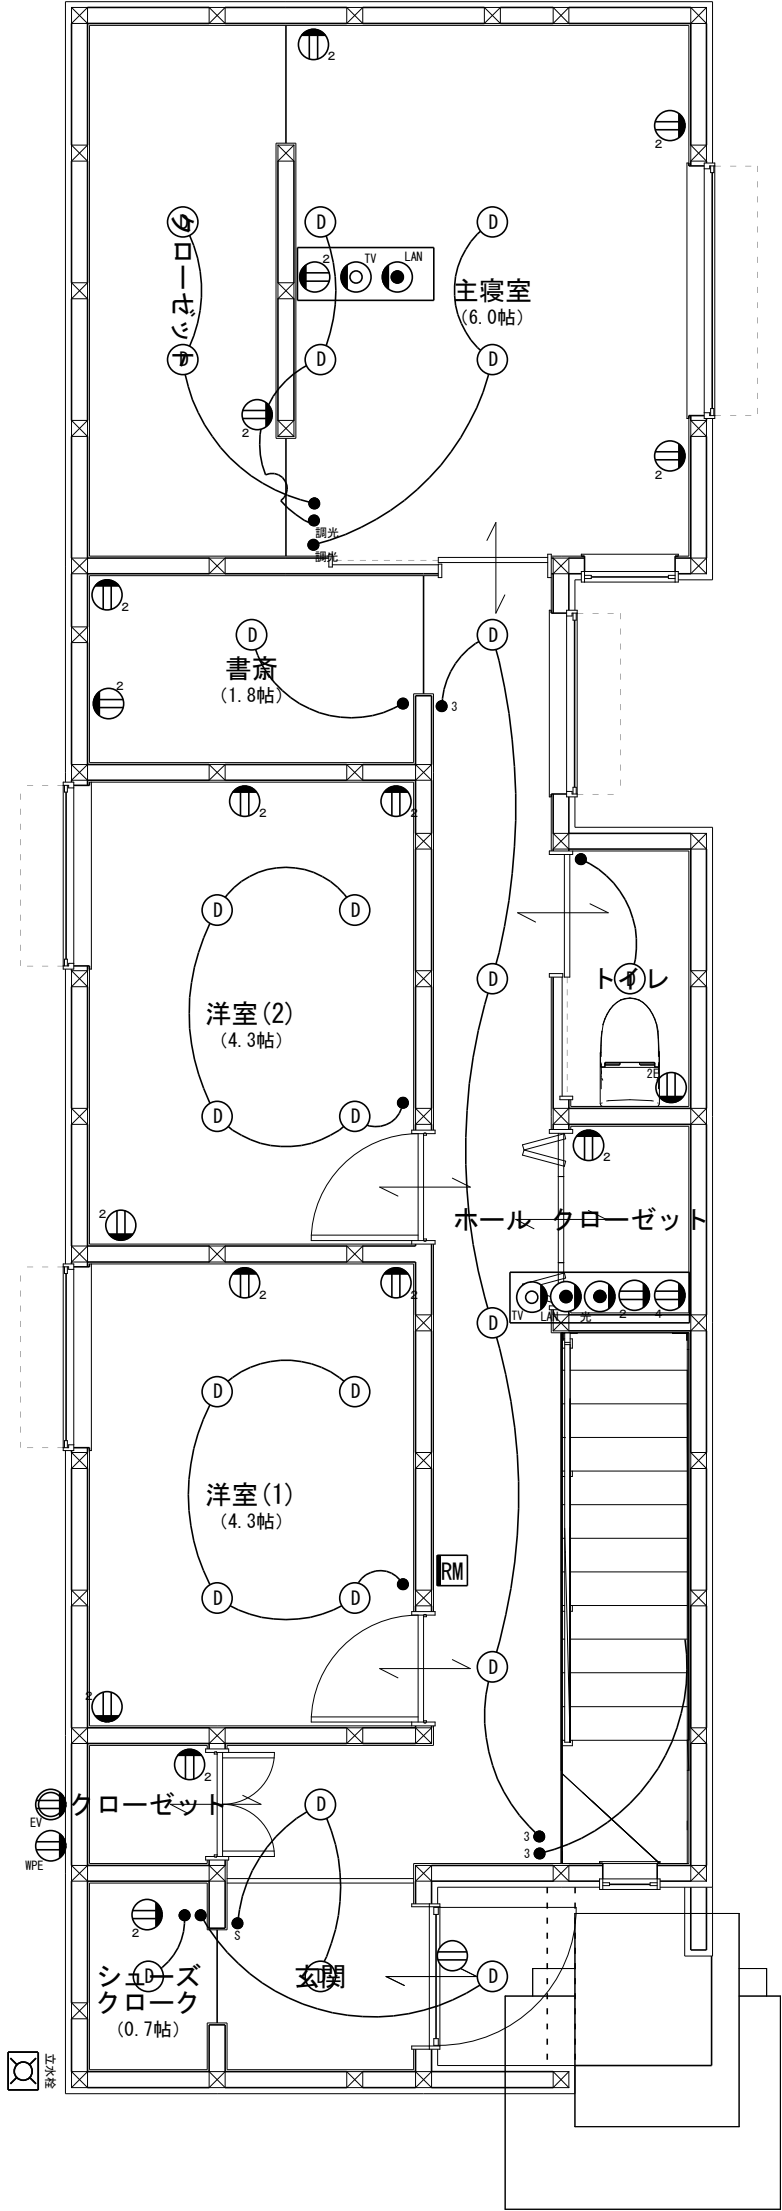 2
2
D
D
D
クローゼット
2
TV
LAN
主寝室
(6.0帖)
D
D
D
2
2
調光
調光
2
D
D
書斎
(1.8帖)
2
3
2
2
D
D
D
トイレ
洋室(2)
(4.3帖)
2E
D
D
2
2
ホール
クローゼット
2
2
TV
LAN
光
2
4
D
D
D
洋室(1)
(4.3帖)
RM
D
D
D
2
2
クローゼット
D
EV
WPE
3
3
2
S
シューズ
クローク
(0.7帖)
D
玄関
D
D
立水栓